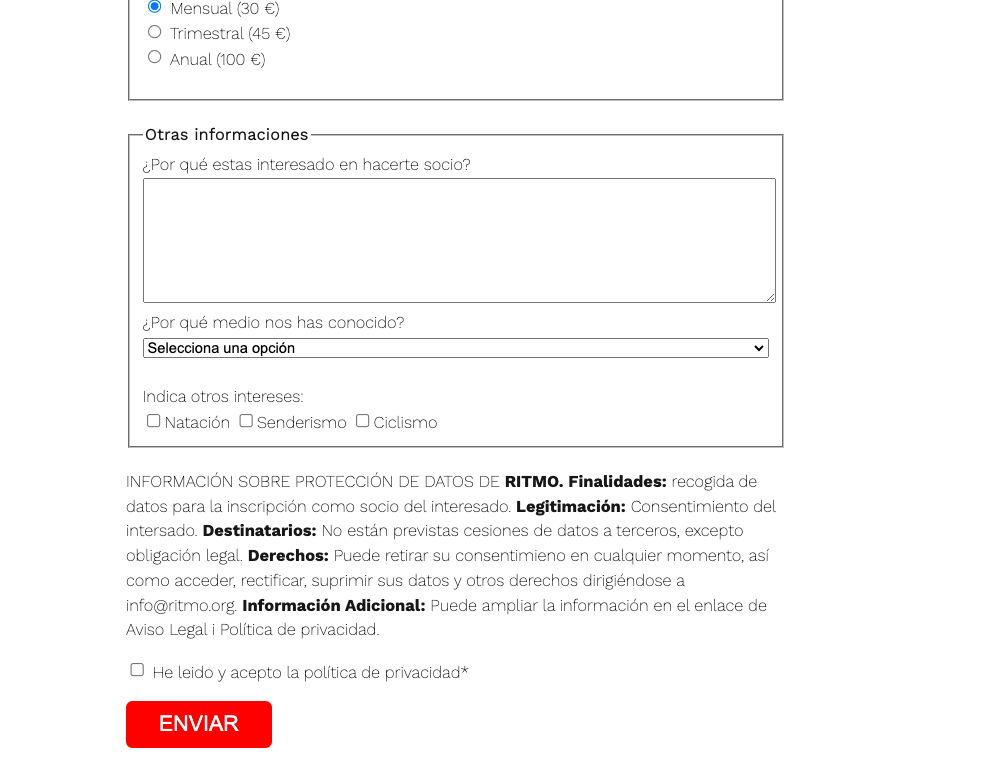 Mensual (30 €)
Trimestral (45 €)
Anual (100 €)
Otras informaciones
¿Por qué estas interesado en hacerte socio?
¿Por qué medio nos has conocido?
Selecciona una opción
Indica otros intereses:
Natación Senderismo Ciclismo
INFORMACIÓN SOBRE PROTECCIÓN DE DATOS DE RITMO. Finalidades: recogida de
datos para la inscripción como socio del interesado. Legitimación: Consentimiento del
intersado. Destinatarios: No están previstas cesiones de datos a terceros, excepto
obligación legal. Derechos: Puede retirar su consentimieno en cualquier momento, así
como acceder, rectificar, suprimir sus datos y otros derechos dirigiéndose a
info@ritmo.org. Información Adicional: Puede ampliar la información en el enlace de
Aviso Legal i Política de privacidad.
He leido y acepto la política de privacidad*
ENVIAR